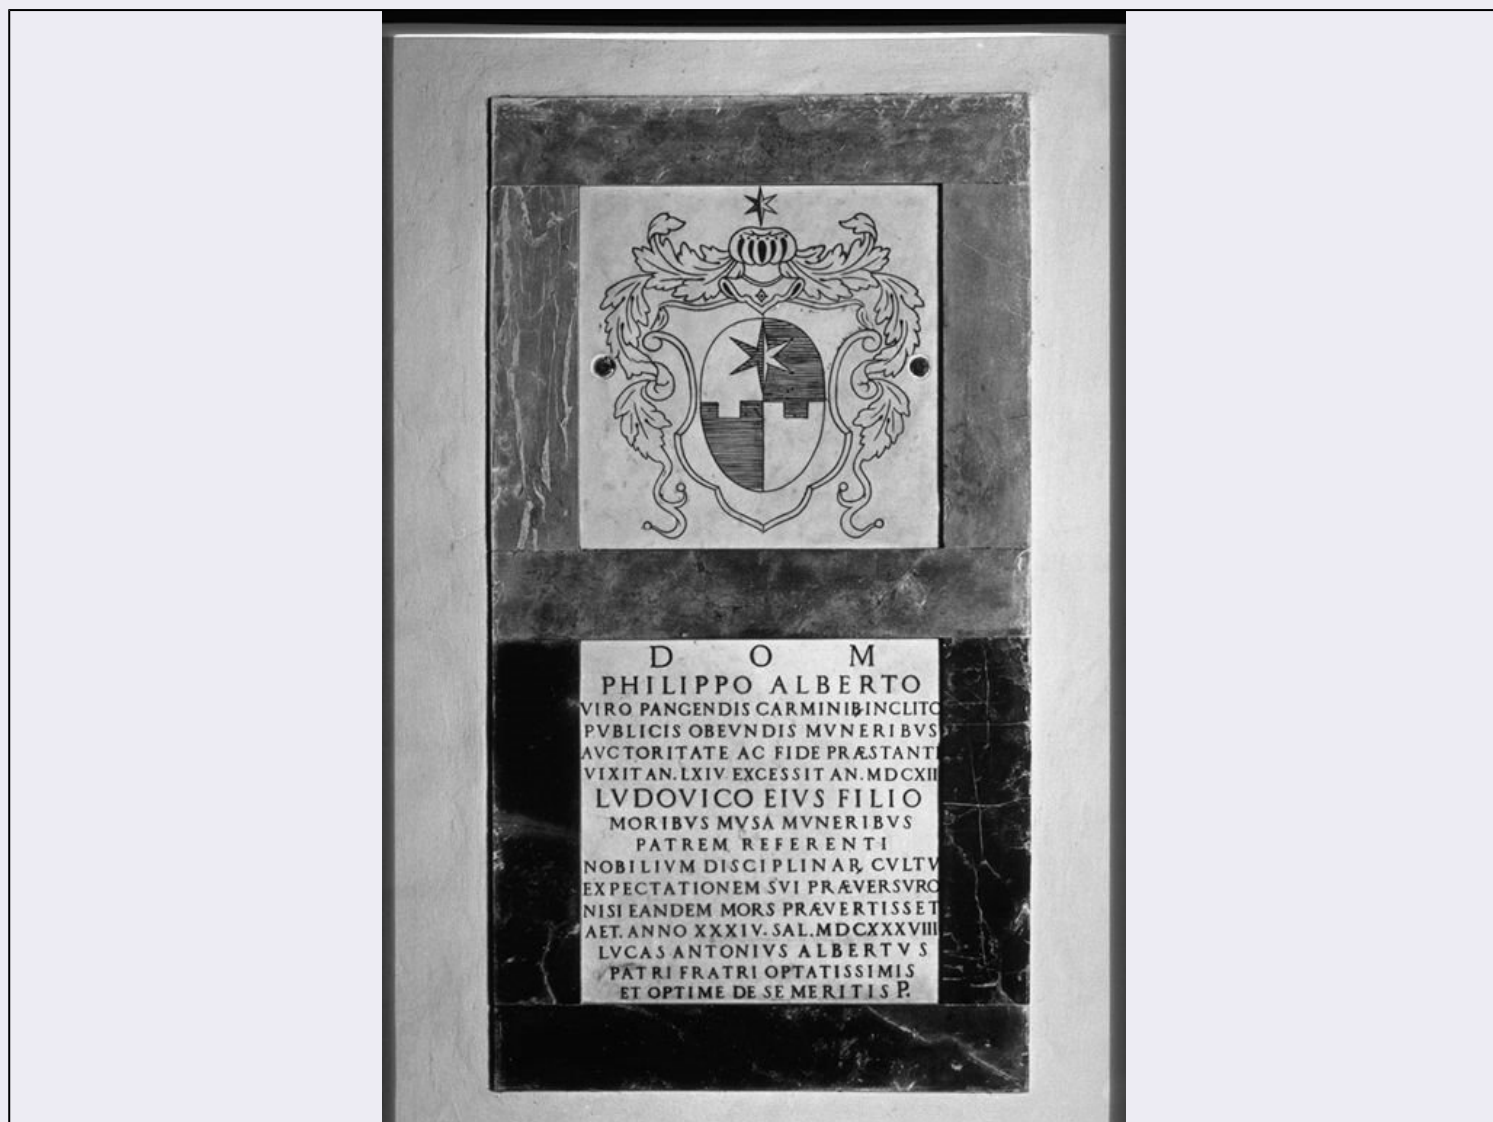 D O M
PHILIPPO ALBERTO
VIRO PANGENDIS CARMINIB. INCLITO
PVBLICIS OBEVNDIS MVNERIBVS
AVCTORITATE AC FIDE PRÆSTANTI
VIXIT AN. LXIV EXCESSIT AN. MDCXII
LVDOVICO EIVS FILIO
MORIBVS MVSA MVNERIBVS
PATREM REFERENTI
NOBILIVM DISCIPLINAR, CVLTV
EXPECTATIONEM SVI PRÆVERSVRO
NISI EANDEM MORS PRÆVERTISSET
AET. ANNO XXXIV. SAL. MDCXXXVIII
LVCAS ANTONIVS ALBERTVS
PATRI FRATRI OPTATISSIMIS
ET OPTIME DE SE MERITIS P.